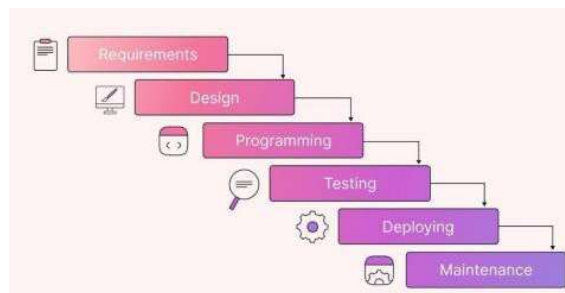 Requirements
Design
Programming
Testing
Deploying
Maintenance